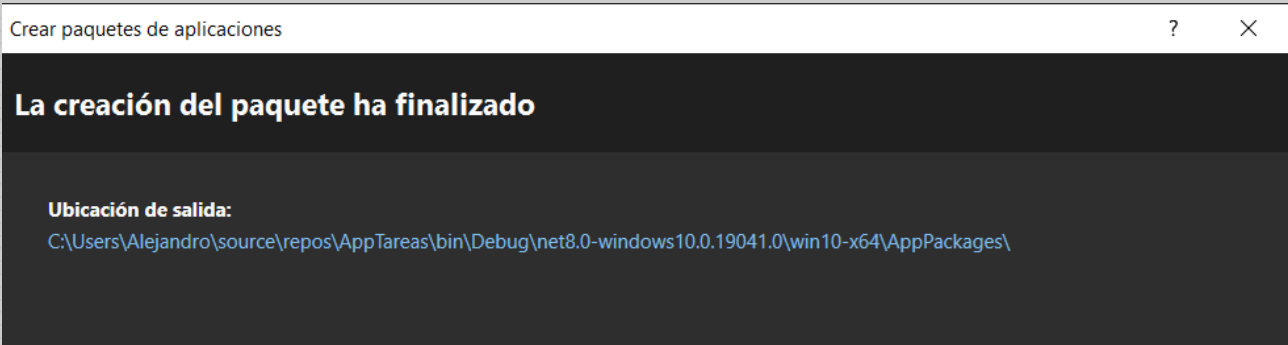 Crear paquetes de aplicaciones
?
La creación del paquete ha finalizado
Ubicación de salida:
C:\Users\Alejandro\source\repos\AppTareas\bin\Debug\net8.0-windows10.0.19041.0\win10-x64\AppPackages\